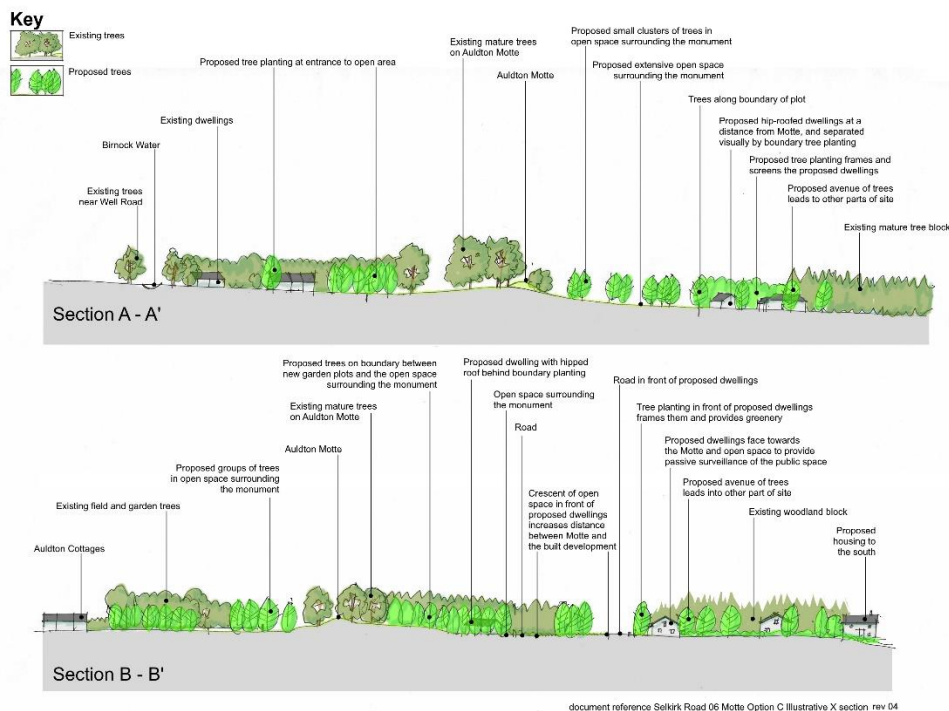 Key
Existing trees
Proposed trees
Existing mature trees
on Auldton Motte
Proposed small clusters of trees in
open space surrounding the monument
Proposed tree planting at entrance to open area
Auldton Motte
Proposed extensive open space
surrounding the monument
Trees along boundary of plot
Existing dwellings
Proposed hip-roofed dwellings at a
distance from Motte, and separated
visually by boundary tree planting
Birnock Water
Proposed tree planting frames and
screens the proposed dwellings
Existing trees
near Well Road
Proposed avenue of trees
leads to other parts of site
Existing mature tree block
Section A - A'
Proposed trees on boundary between
new garden plots and the open space
surrounding the monument
Proposed dwelling with hipped
roof behind boundary planting
Road in front of proposed dwellings
Open space surrounding
the monument
Existing mature trees
on Auldton Motte
Tree planting in front of proposed dwellings
frames them and provides greenery
Road
Auldton Motte
Proposed dwellings face towards
the Motte and open space to provide
passive surveillance of the public space
Proposed groups of trees
in open space surrounding
the monument
Proposed avenue of trees
leads into other part of site
Crescent of open
space in front of
proposed dwellings
increases distance
between Motte and
the built development
Existing field and garden trees
Existing woodland block
Proposed
housing to
the south
Auldton Cottages
Section B - B'
document reference Selkirk Road 06 Motte Option C Illustrative X section rev 04